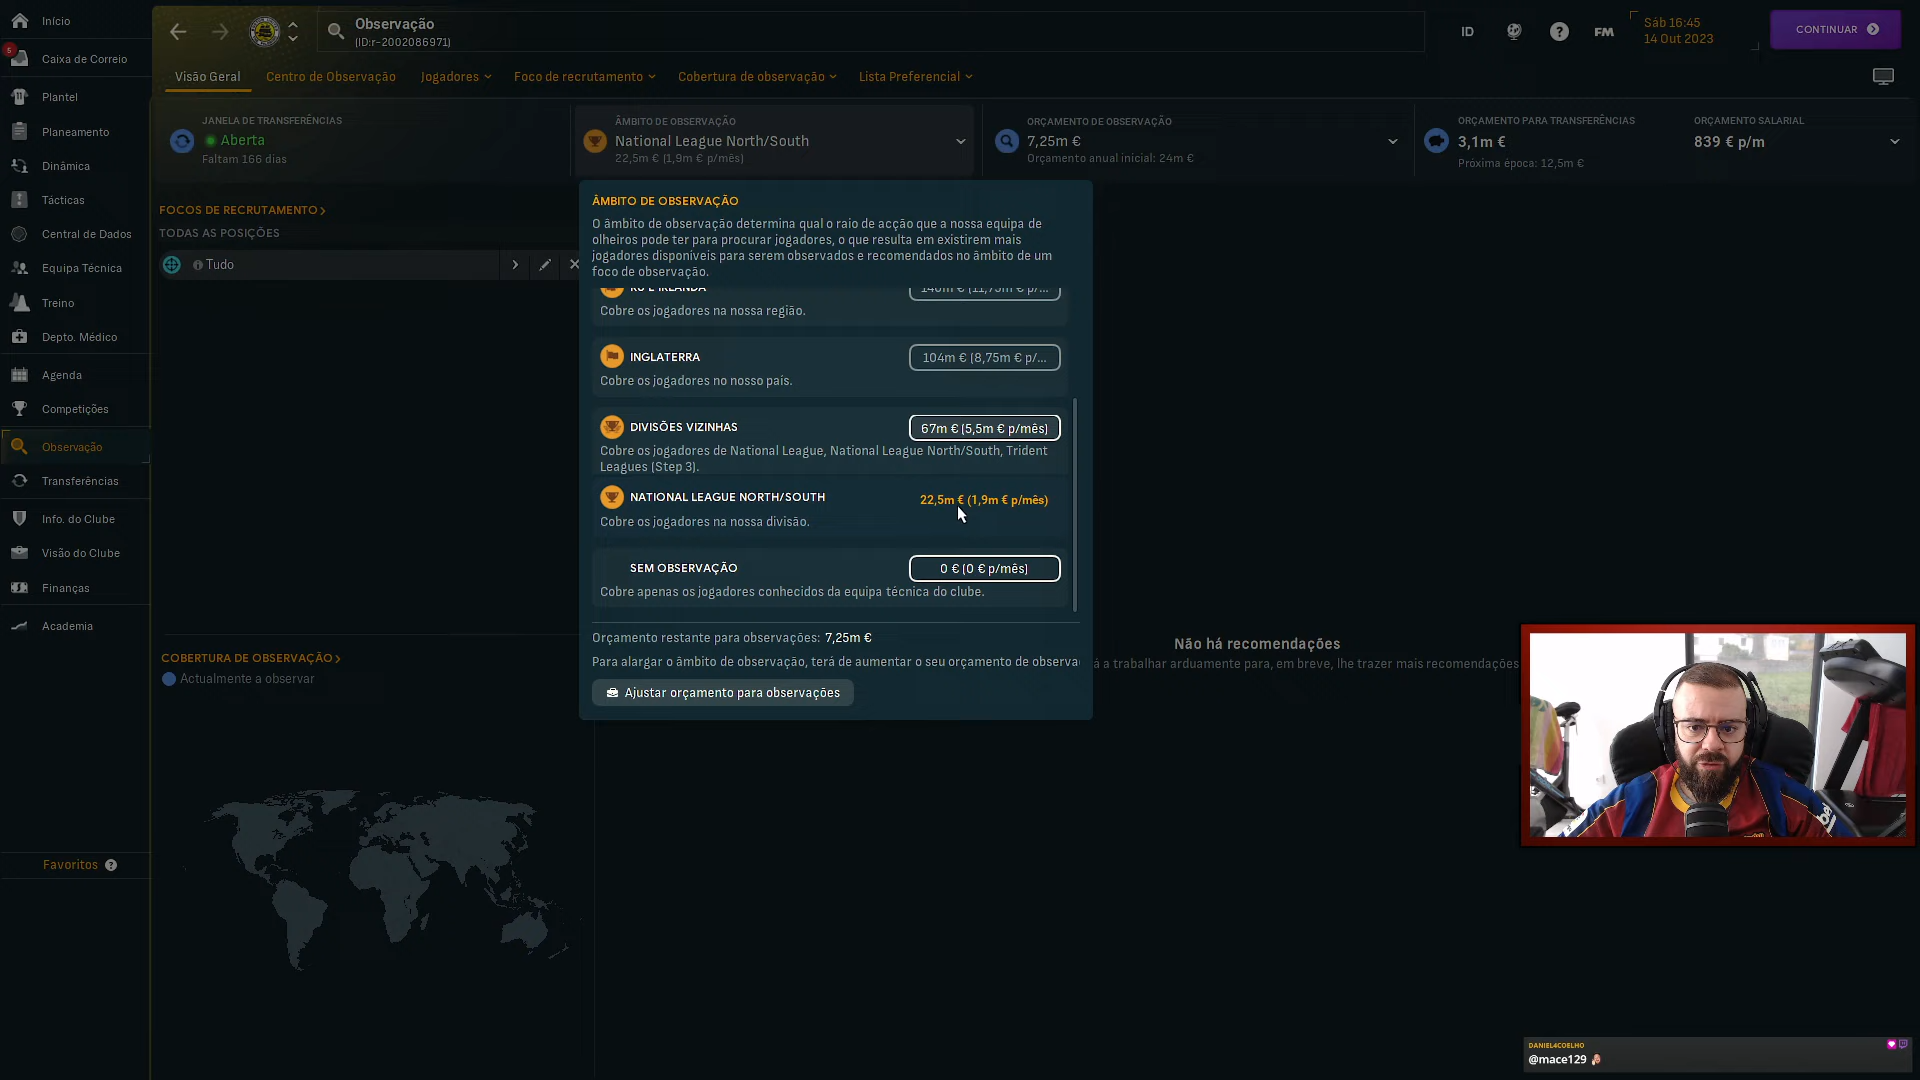 Início
5
Caixa de Correio
Plantel
Planeamento
Dinâmica
Tácticas
Central de Dados
Equipa Técnica
Treino
Depto. Médico
Agenda
Competições
Observação
Transferências
Info. do Clube
Visão do Clube
Finanças
Academia
Favoritos ?
Observação
(ID:r-2002086971)
ID
?
FM
Sáb 16:45
14 Out 2023
CONTINUAR
Visão Geral
Centro de Observação
Jogadores
Foco de recrutamento
Cobertura de observação
Lista Preferencial
JANELA DE TRANSFERÊNCIAS
Aberta
Faltam 166 dias
ÂMBITO DE OBSERVAÇÃO
National League North/South
22,5m € (1,9m € p/mês)
ORÇAMENTO DE OBSERVAÇÃO
7,25m €
Orçamento anual inicial: 24m €
ORÇAMENTO PARA TRANSFERÊNCIAS
3,1m €
Próxima época: 12,5m €
ORÇAMENTO SALARIAL
839 € p/m
FOCOS DE RECRUTAMENTO
TODAS AS POSIÇÕES
Tudo
ÂMBITO DE OBSERVAÇÃO
O âmbito de observação determina qual o raio de acção que a nossa equipa de
olheiros pode ter para procurar jogadores, o que resulta em existirem mais
jogadores disponíveis para serem observados e recomendados no âmbito de um
foco de observação.
Cobre os jogadores na nossa região.
INGLATERRA
104m € (8,75m € p/...
Cobre os jogadores no nosso país.
DIVISÕES VIZINHAS
67m € (5,5m € p/mês)
Cobre os jogadores de National League, National League North/South, Trident
Leagues (Step 3).
NATIONAL LEAGUE NORTH/SOUTH
22,5m € (1,9m € p/mês)
Cobre os jogadores na nossa divisão.
SEM OBSERVAÇÃO
0 € (0 € p/mês)
Cobre apenas os jogadores conhecidos da equipa técnica do clube.
Orçamento restante para observações: 7,25m €
Para alargar o âmbito de observação, terá de aumentar o seu orçamento de observa
Ajustar orçamento para observações
COBERTURA DE OBSERVAÇÃO
Actualmente a observar
Não há recomendações
á a trabalhar arduamente para, em breve, lhe trazer mais recomendações
DANIEL4COELHO
@mace129